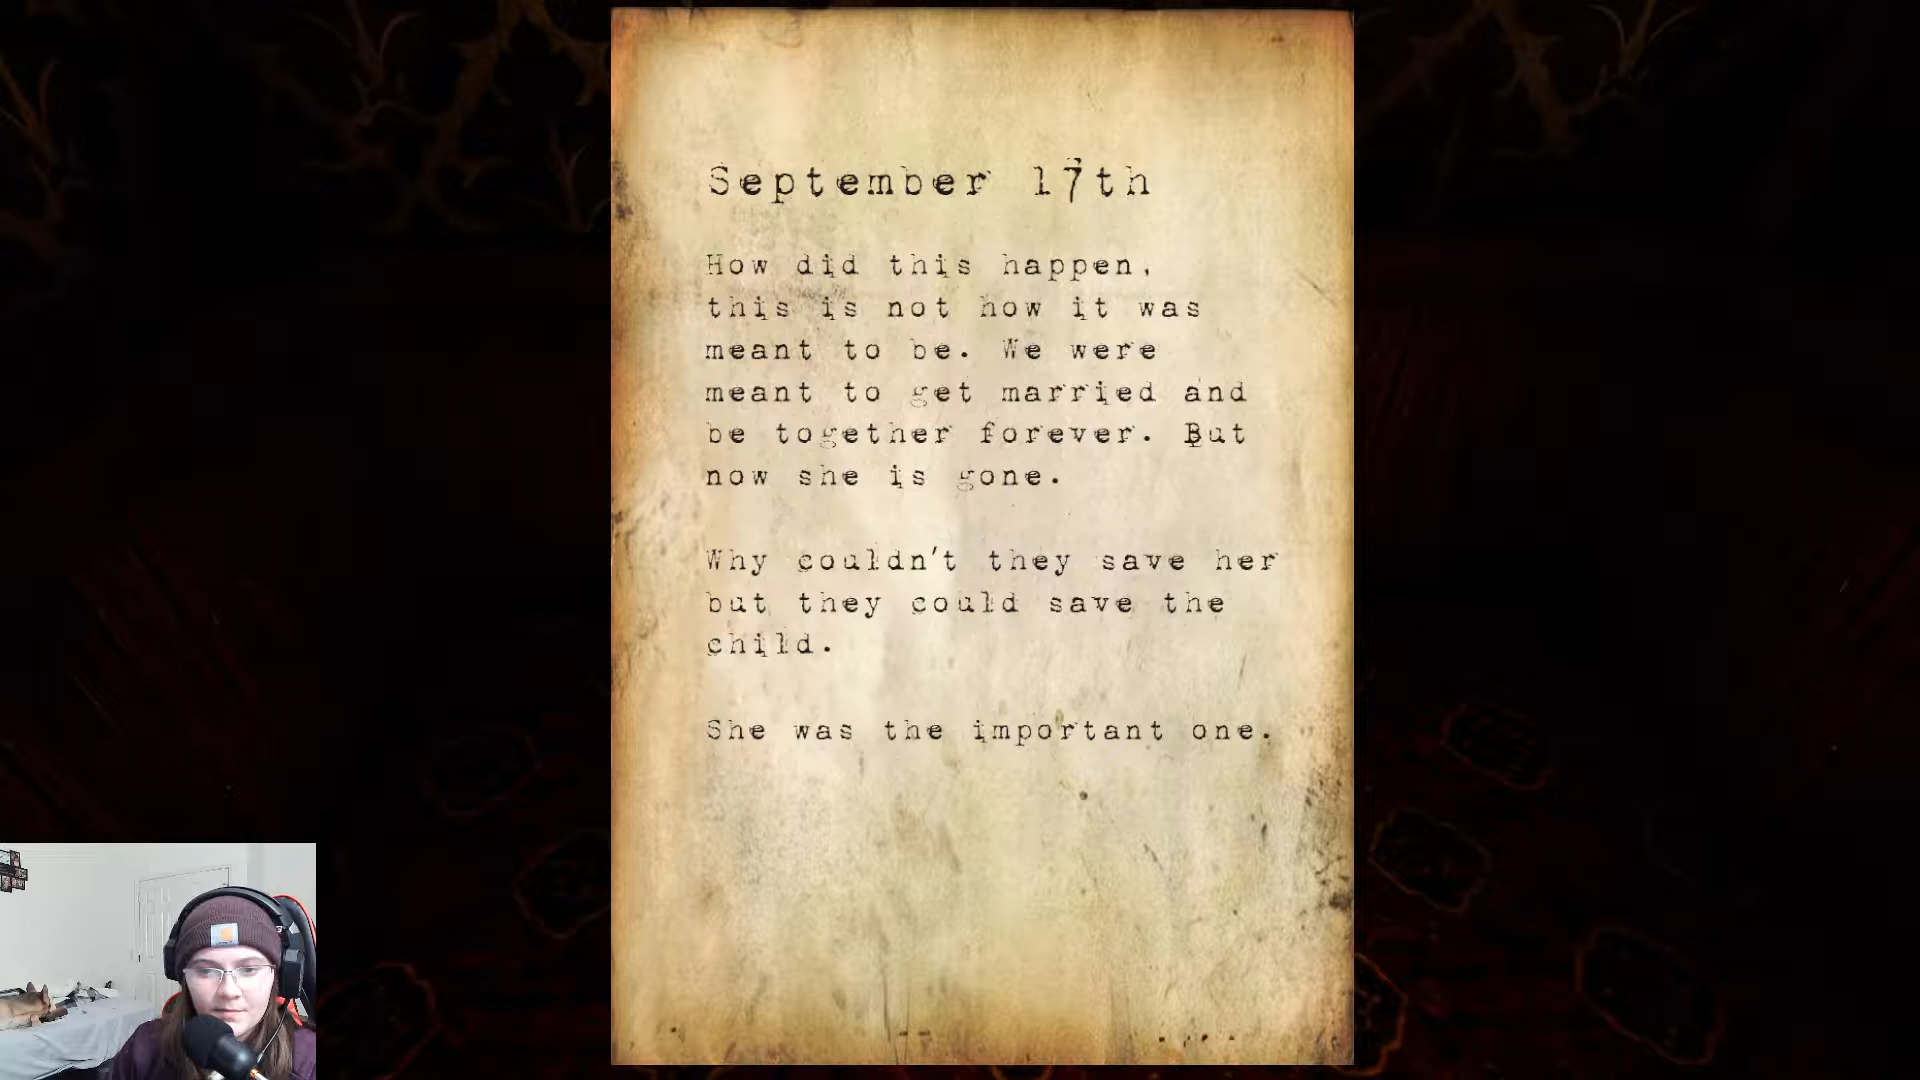 September 17th
How did this happen,
this is not how it was
meant to be. We were
meant to get married and
be together forever. But
now she is gone.
Why couldn't they save her
but they could save the
child.
She was the important one.